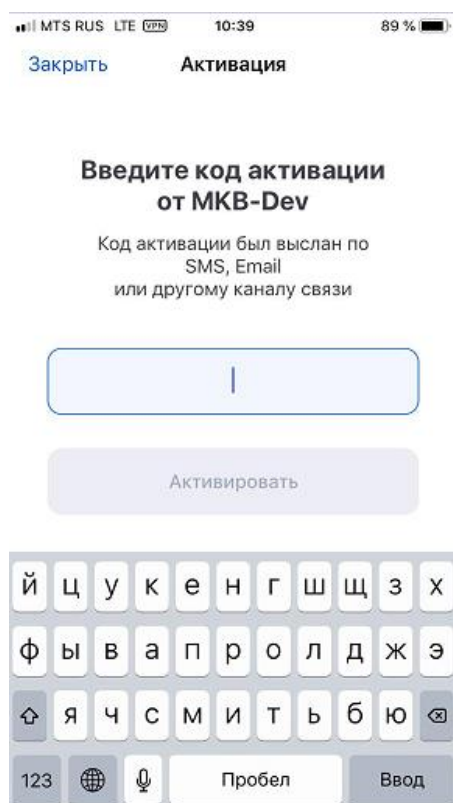 MTS RUS LTE VPN 10:39 89 %
Закрыть Активация
Введите код активации
от MKB-Dev
Код активации был выслан по
SMS, Email
или другому каналу связи
Активировать
й ц у к е н г ш щ з х
ф ы в а п р о л д ж э
я ч с м и т ь б ю
123 Пробел Ввод